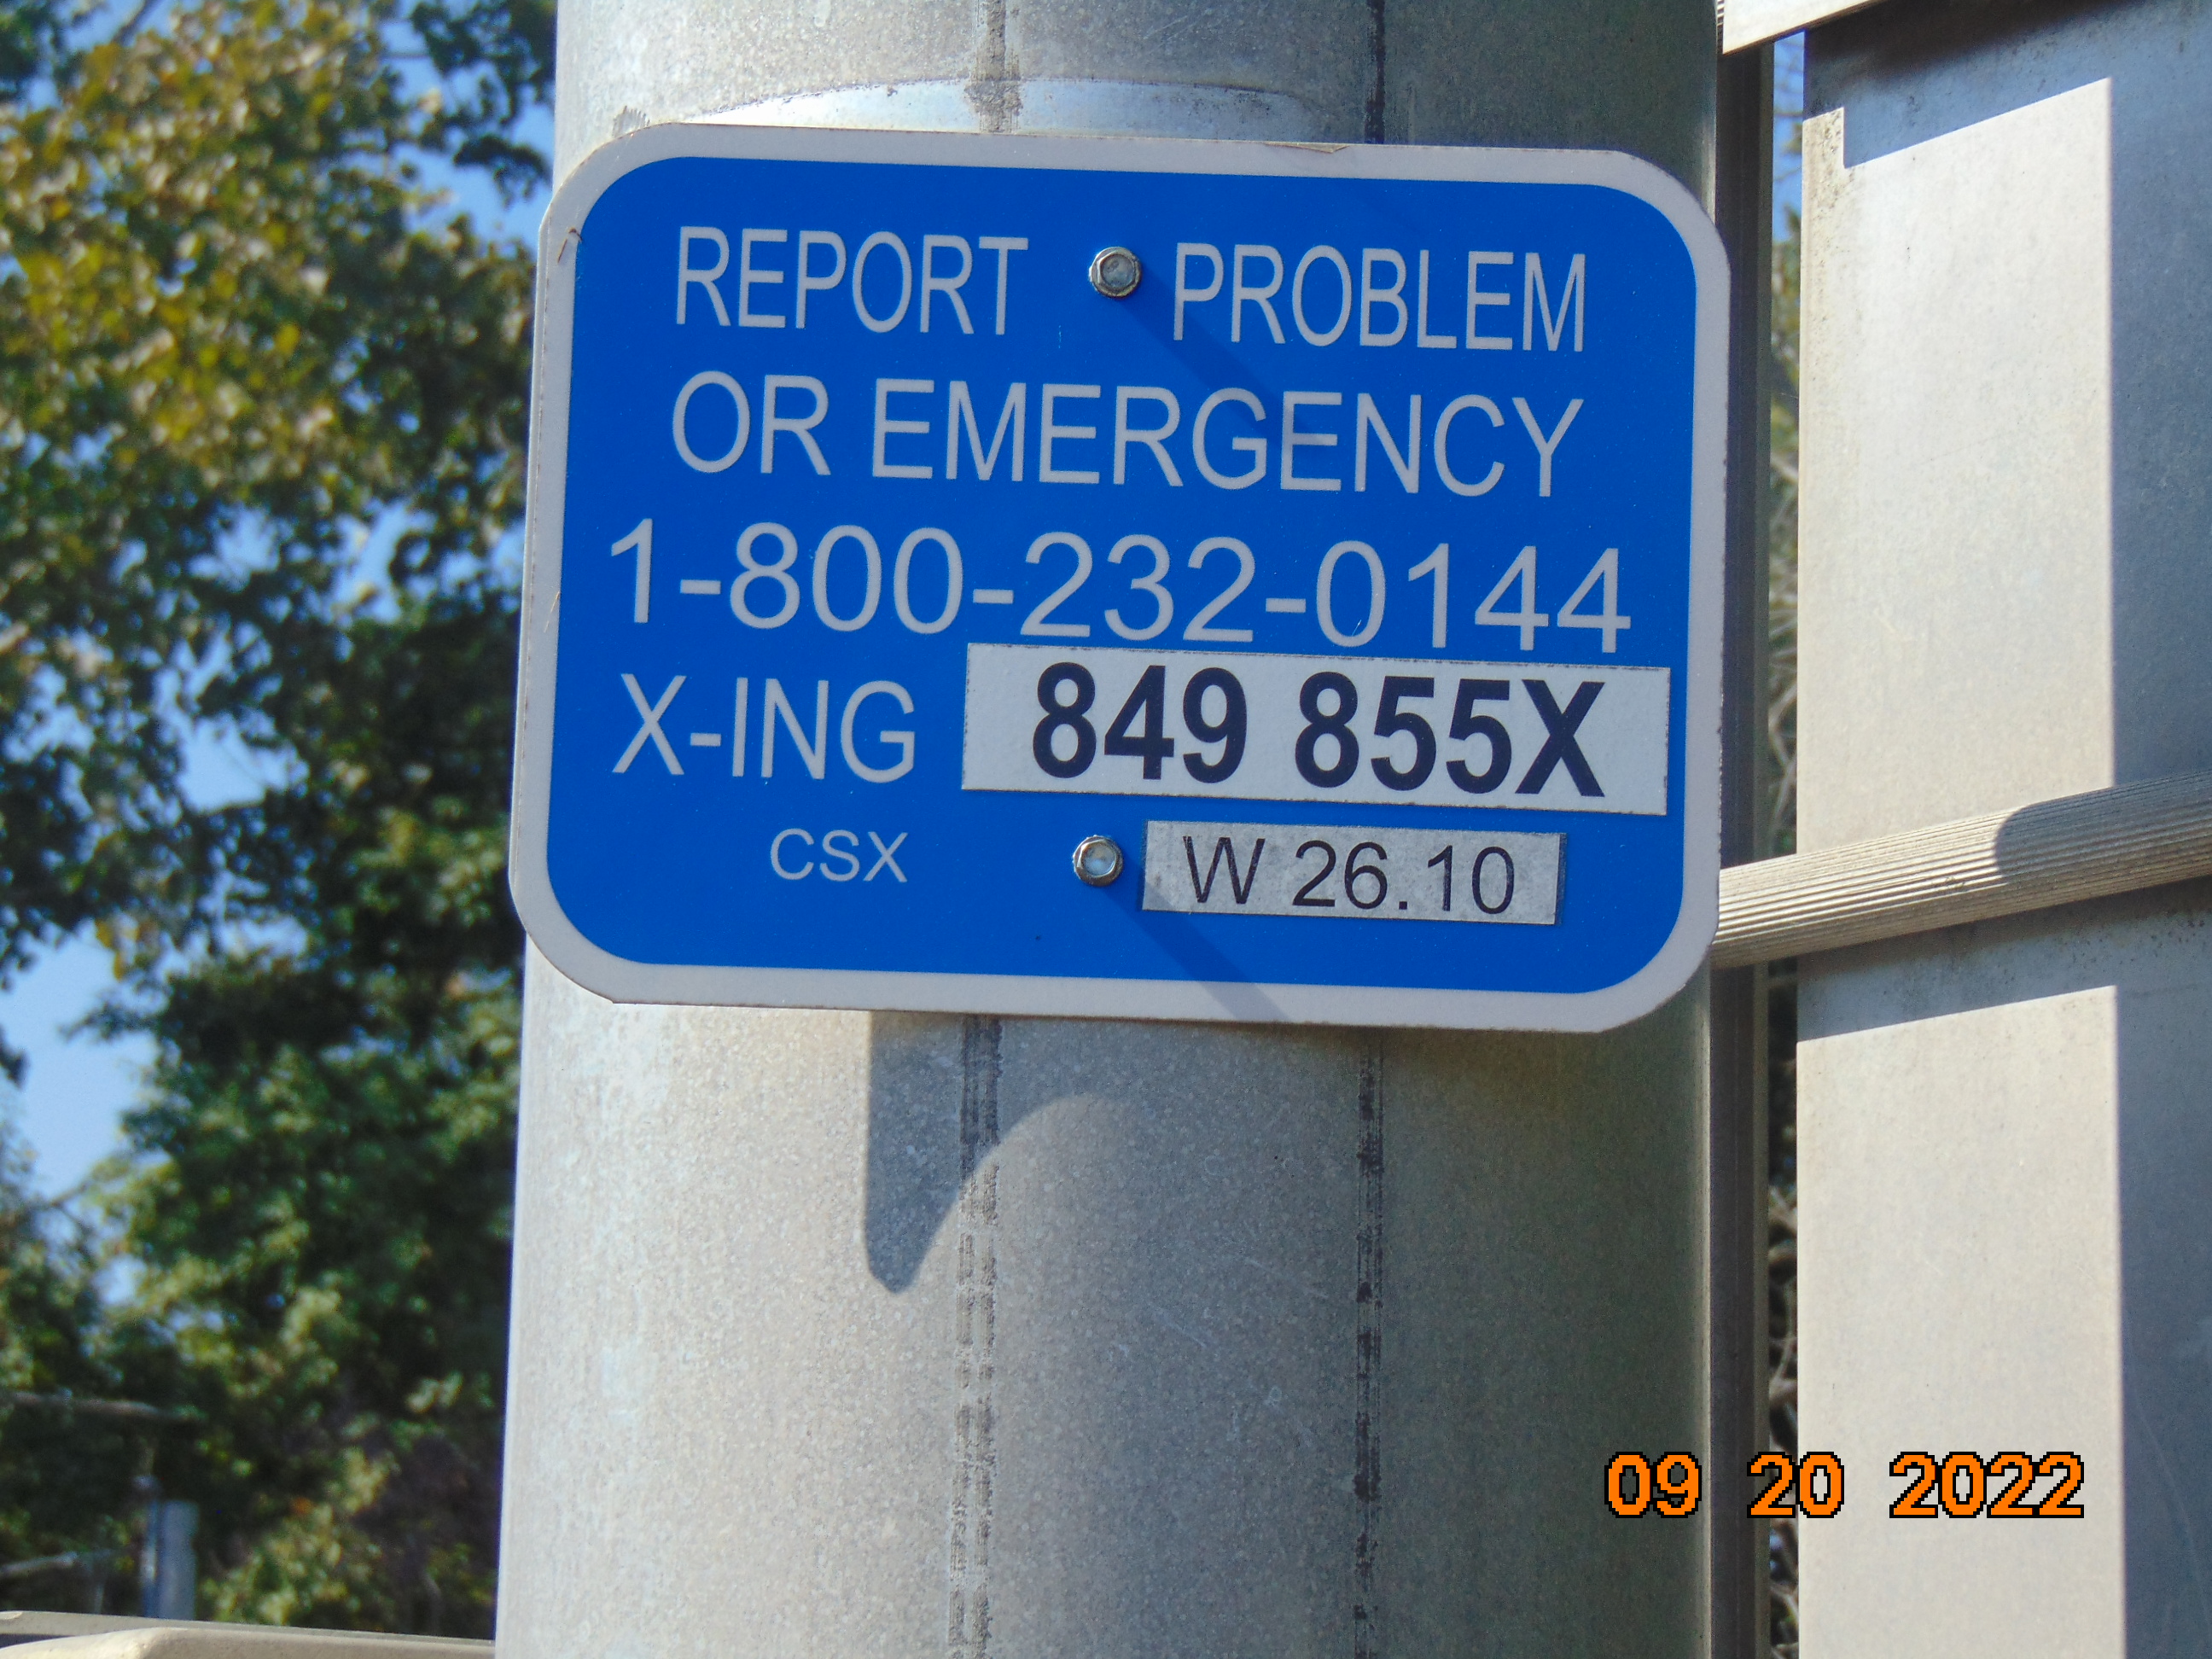 REPORT PROBLEM
OR EMERGENCY
1-800-232-0144
X-ING 849 855X
CSX W 26.10
09 20 2022